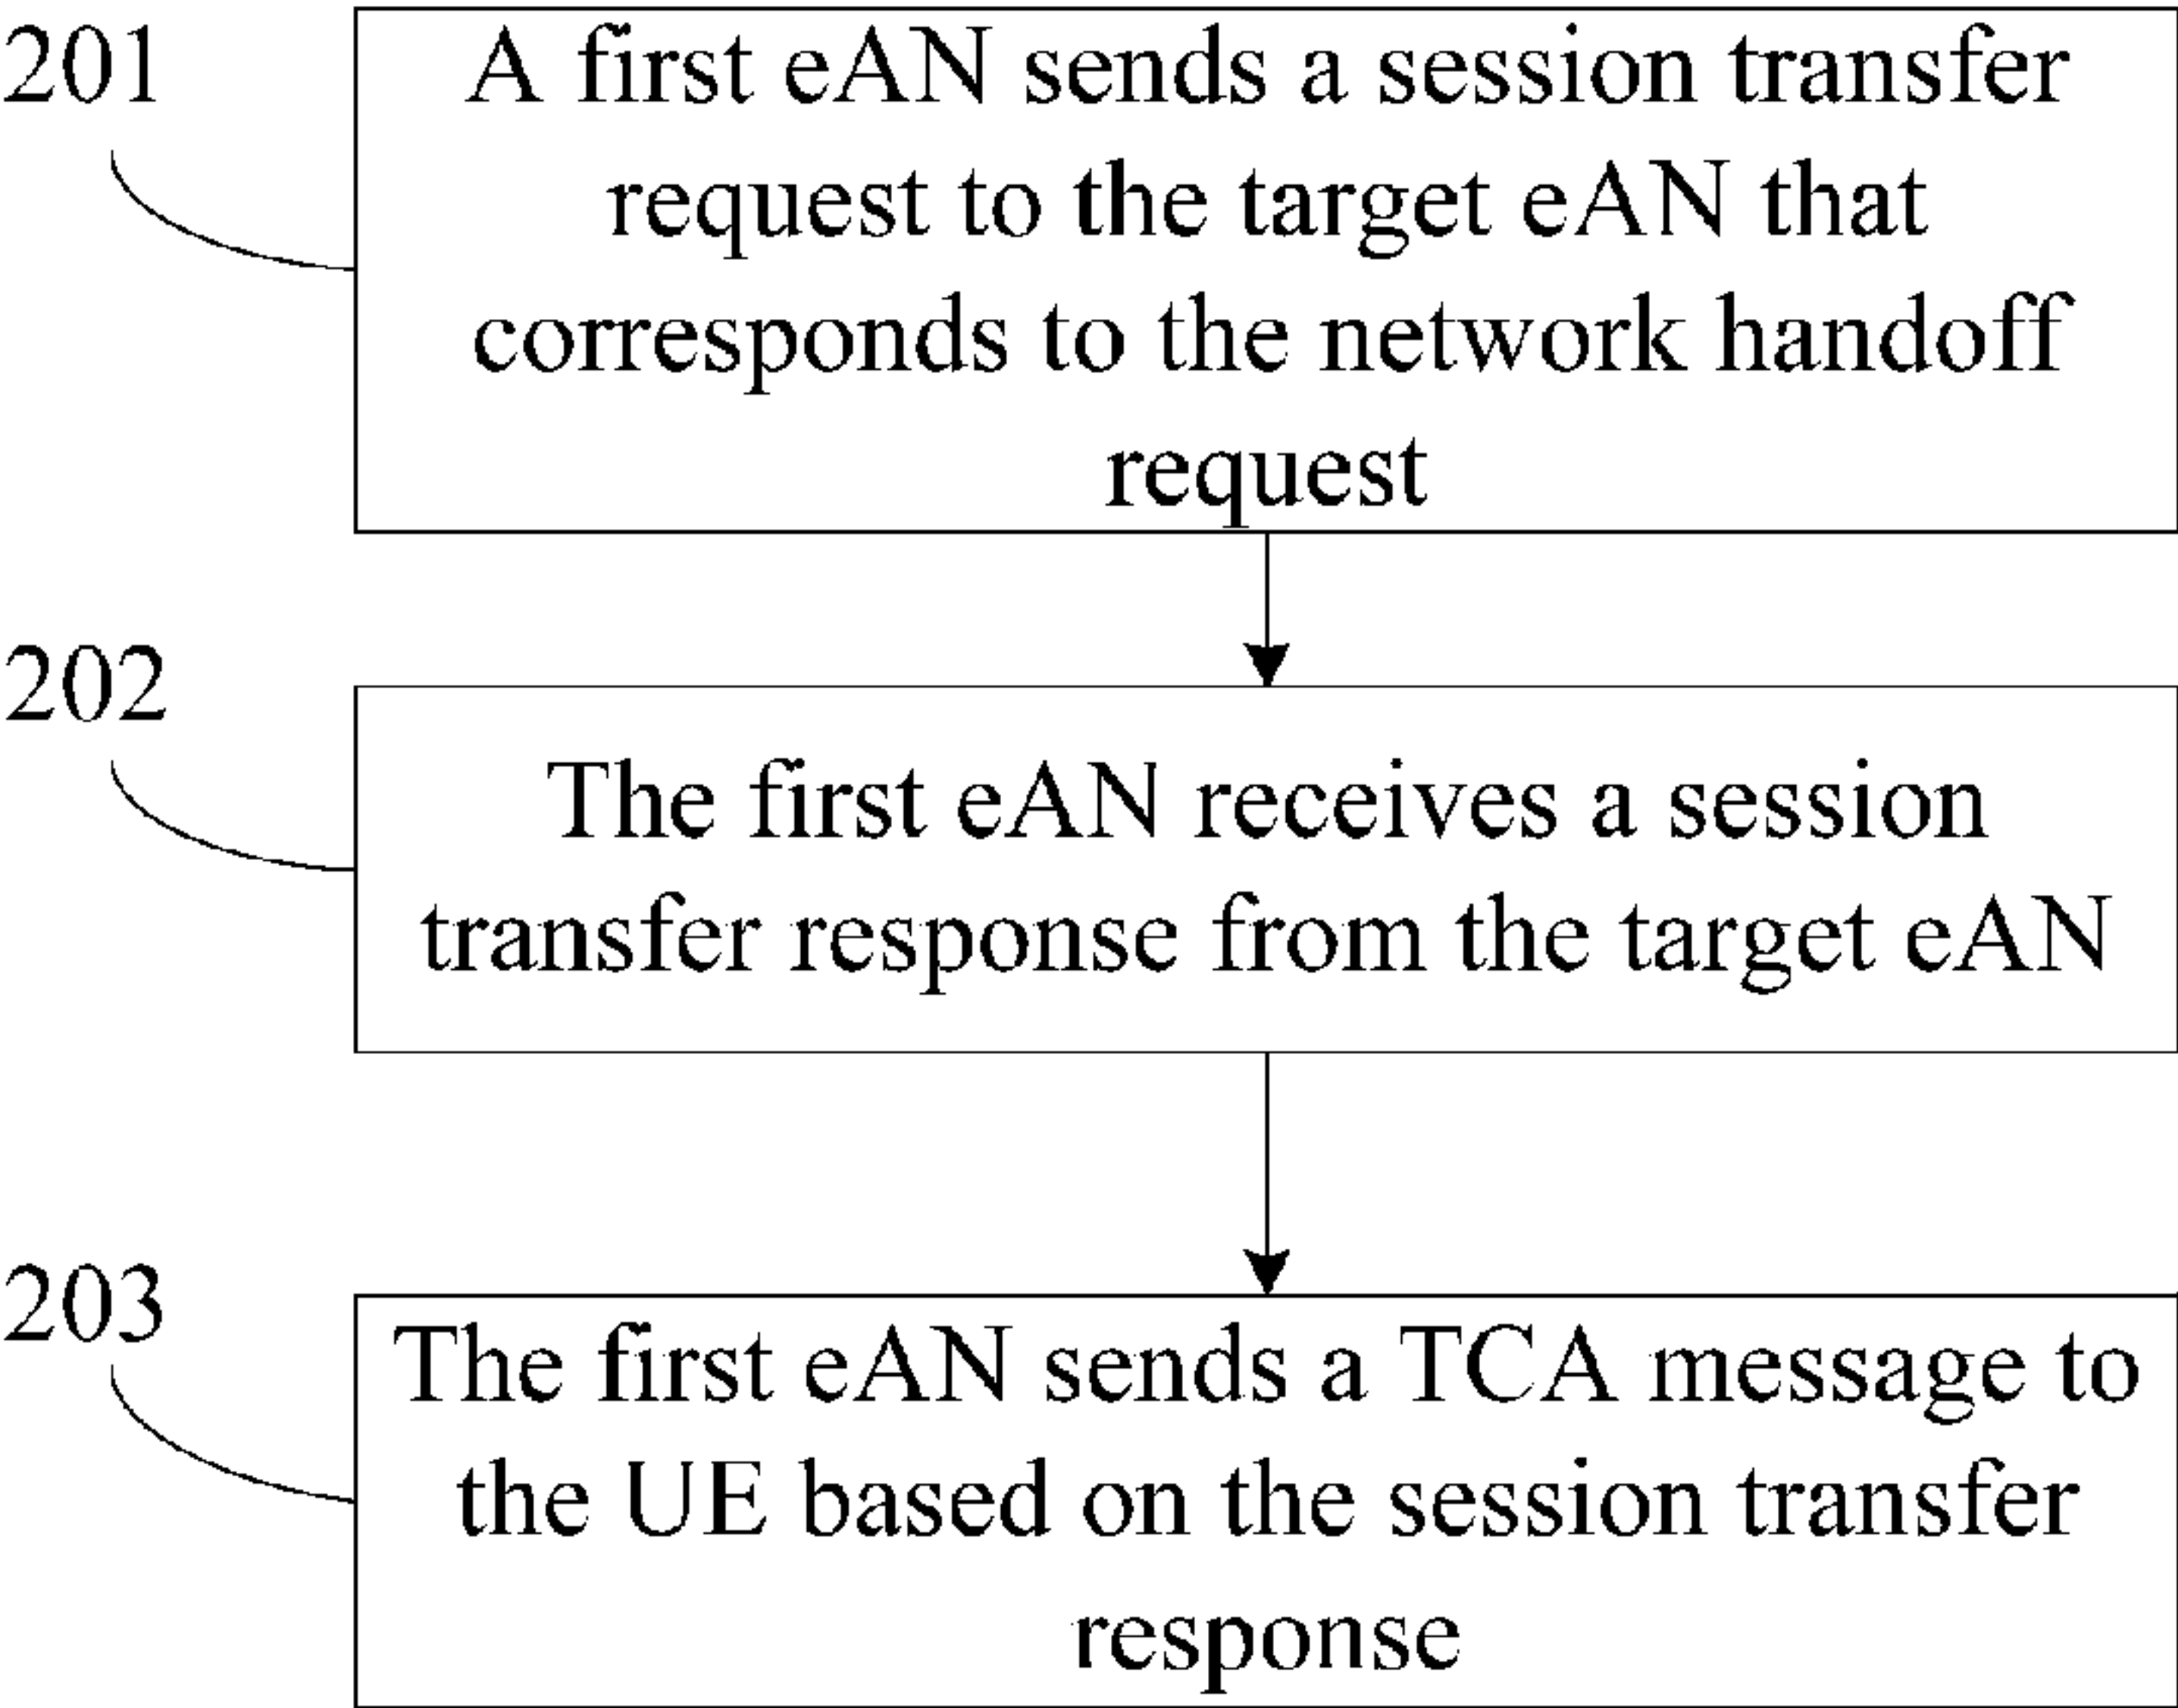 201
A first eAN sends a session transfer
request to the target eAN that
corresponds to the network handoff
request
202
The first eAN receives a session
transfer response from the target eAN
203
The first eAN sends a TCA message to
the UE based on the session transfer
response